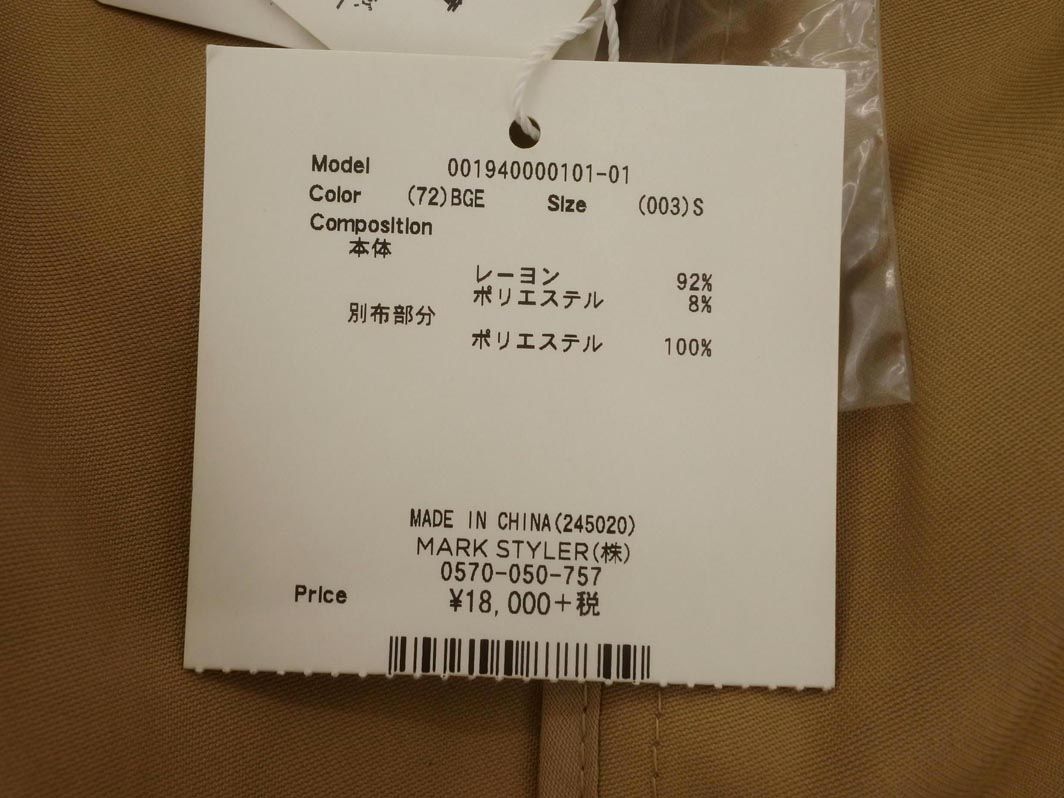 Model 001940000101-01
Color (72)BGE Size (003)S
Composition
本体
レーヨン 92%
ポリエステル 8%
別布部分
ポリエステル 100%
MADE IN CHINA(245020)
MARK STYLER(株)
0570-050-757
Price ¥18,000+税